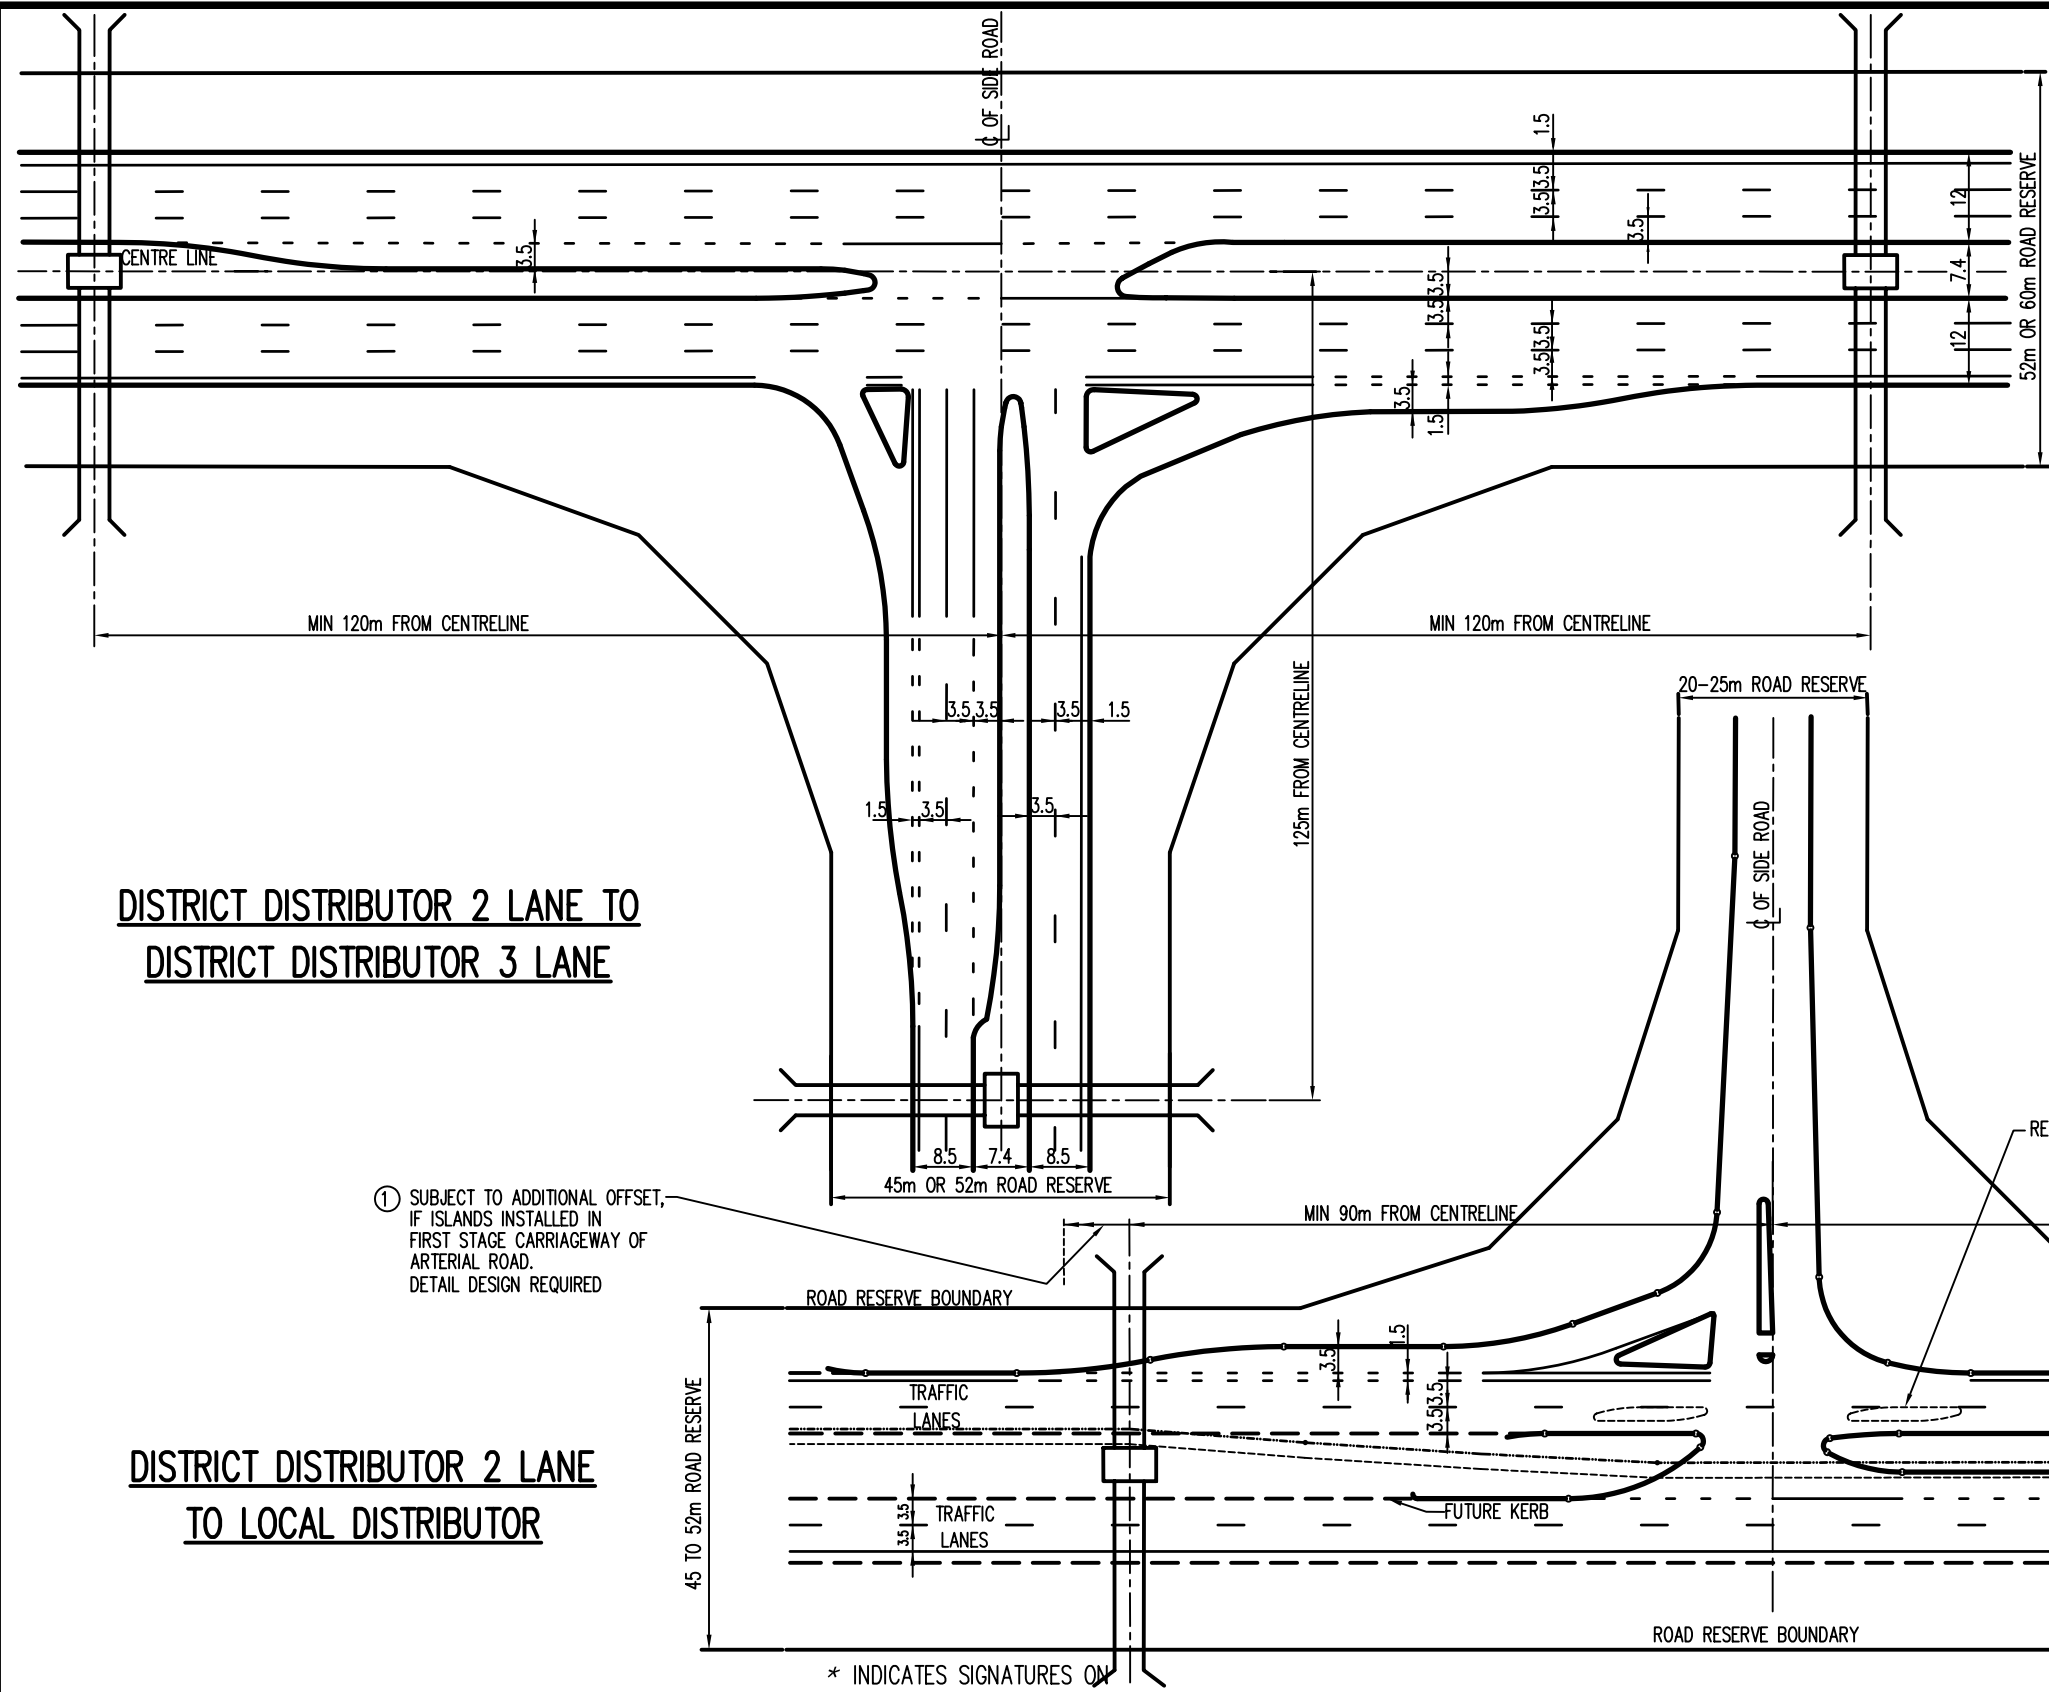 ℄ OF SIDE ROAD
1.5
3.5
3.5
3.5
12
CENTRE LINE
3.5
3.5
3.5
3.5
3.5
7.4
12
52m OR 60m ROAD RESERVE
3.5
1.5
MIN 120m FROM CENTRELINE
MIN 120m FROM CENTRELINE
125m FROM CENTRELINE
20-25m ROAD RESERVE
3.5
3.5
3.5
1.5
1.5
3.5
3.5
℄ OF SIDE ROAD
DISTRICT DISTRIBUTOR 2 LANE TO
DISTRICT DISTRIBUTOR 3 LANE
RE
8.5
7.4
8.5
45m OR 52m ROAD RESERVE
1
SUBJECT TO ADDITIONAL OFFSET,
IF ISLANDS INSTALLED IN
FIRST STAGE CARRIAGEWAY OF
ARTERIAL ROAD.
DETAIL DESIGN REQUIRED
MIN 90m FROM CENTRELINE
ROAD RESERVE BOUNDARY
3.5
1.5
TRAFFIC
LANES
3.5
3.5
45 TO 52m ROAD RESERVE
DISTRICT DISTRIBUTOR 2 LANE
TO LOCAL DISTRIBUTOR
3.5
3.5
TRAFFIC
LANES
FUTURE KERB
ROAD RESERVE BOUNDARY
* INDICATES SIGNATURES ON